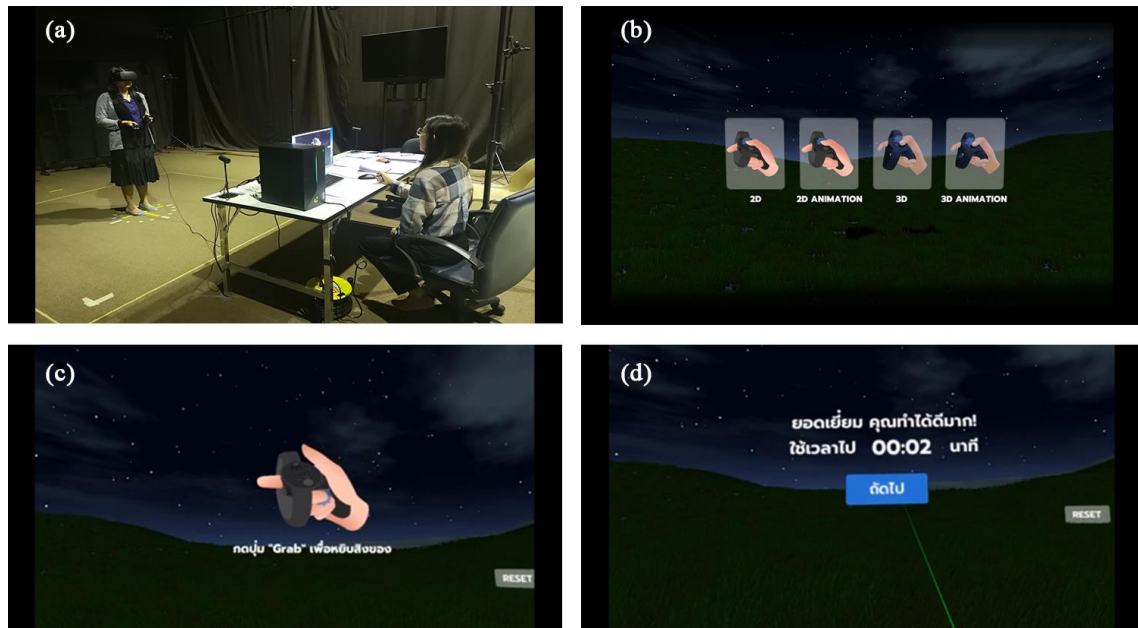 (a)
(b)
2D
2D ANIMATION
3D
3D ANIMATION
(c)
กดปุ่ม "Grab" เพื่อหยิบสิ่งของ
RESET
(d)
ยอดเยี่ยม คุณทำได้ดีมาก!
ใช้เวลาไป 00:02 นาที
ถัดไป
RESET